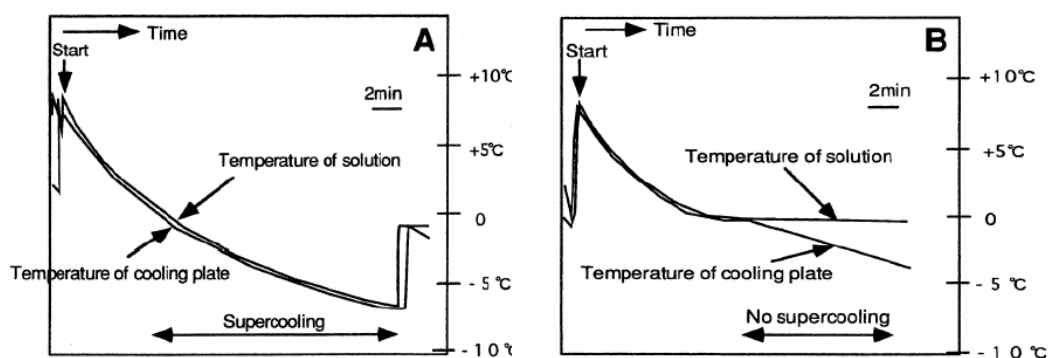 Time
A
Start
+10°C
2min
+5°C
Temperature of solution
0
Temperature of cooling plate
-5°C
Supercooling
-10°C
Time
B
Start
+10°C
2min
Temperature of solution
+5°C
0
Temperature of cooling plate
-5°C
No supercooling
-10°C